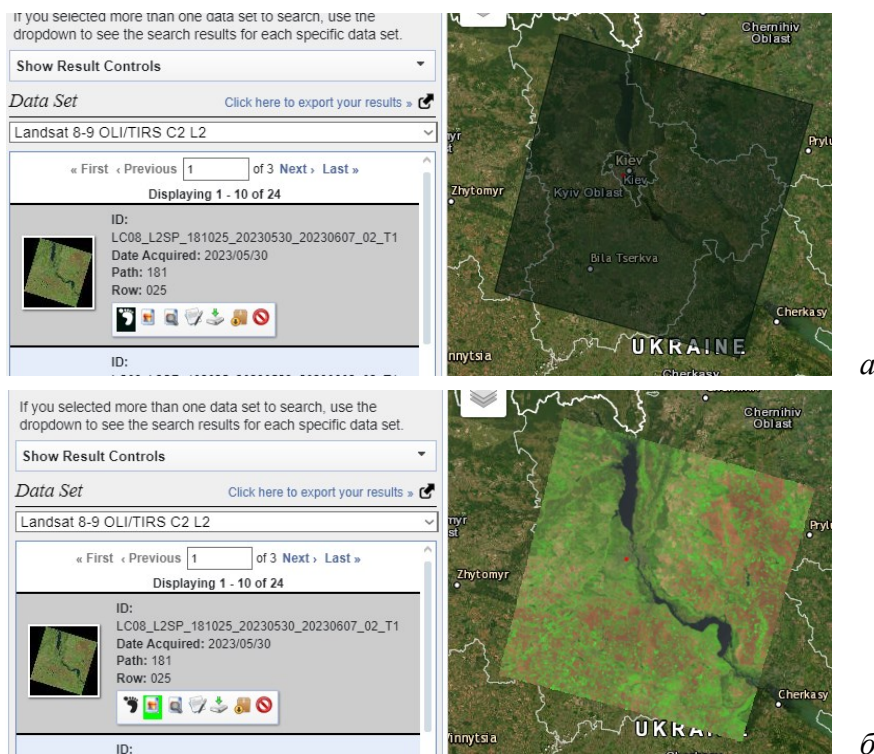 If you selected more than one data set to search, use the
dropdown to see the search results for each specific data set.
Show Result Controls
Data Set
Click here to export your results »
Landsat 8-9 OLI/TIRS C2 L2
« First ‹ Previous 1 of 3 Next › Last »
Displaying 1 - 10 of 24
ID:
LC08_L2SP_181025_20230530_20230607_02_T1
Date Acquired: 2023/05/30
Path: 181
Row: 025
ID:
Chernihiv
Oblast
Kiev
Kiev
Kyiv Oblast
Zhytomyr
Bila Tserkva
Cherkasy
UKRAINE
Cherkasy
а
If you selected more than one data set to search, use the
dropdown to see the search results for each specific data set.
Show Result Controls
Data Set
Click here to export your results »
Landsat 8-9 OLI/TIRS C2 L2
« First ‹ Previous 1 of 3 Next › Last »
Displaying 1 - 10 of 24
ID:
LC08_L2SP_181025_20230530_20230607_02_T1
Date Acquired: 2023/05/30
Path: 181
Row: 025
ID:
Chernihiv
Oblast
Zhytomyr
Cherkasy
б